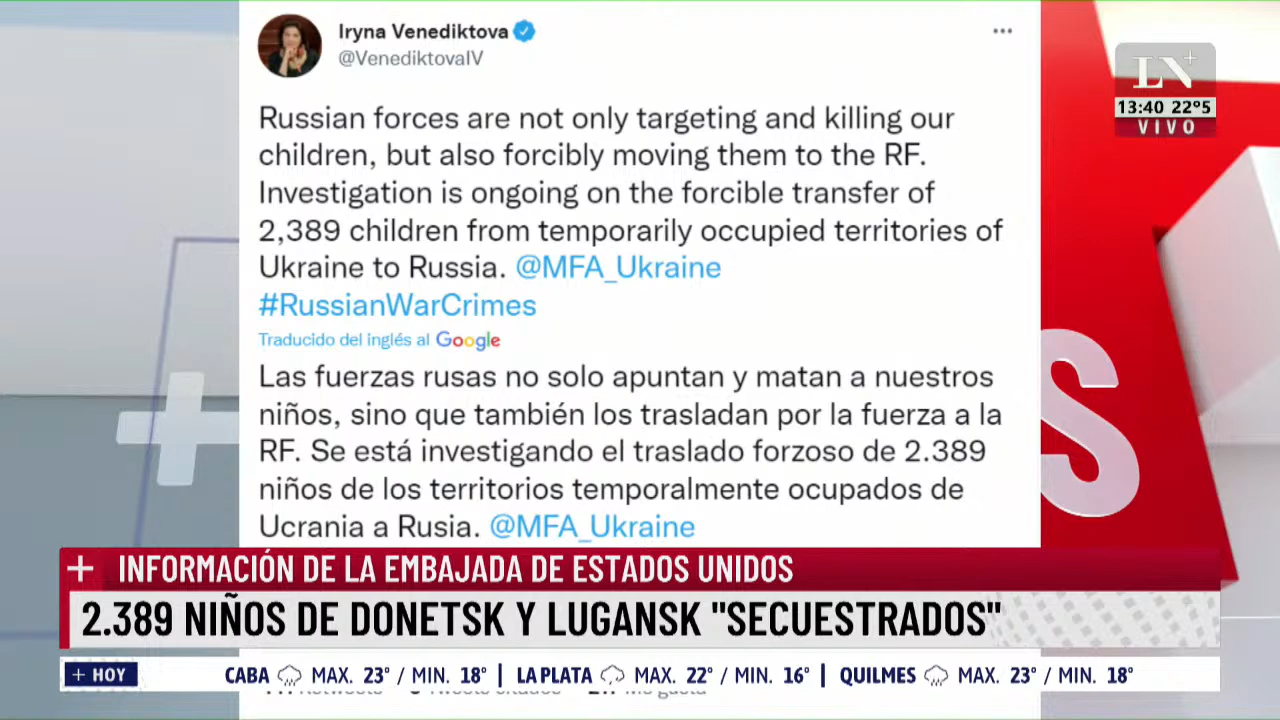 Iryna Venediktova
@VenediktovaIV
Russian forces are not only targeting and killing our
children, but also forcibly moving them to the RF.
Investigation is ongoing on the forcible transfer of
2,389 children from temporarily occupied territories of
Ukraine to Russia. @MFA_Ukraine
#RussianWarCrimes
Traducido del inglés al Google
Las fuerzas rusas no solo apuntan y matan a nuestros
niños, sino que también los trasladan por la fuerza a la
RF. Se está investigando el traslado forzoso de 2.389
niños de los territorios temporalmente ocupados de
Ucrania a Rusia. @MFA_Ukraine
LN+
13:40 22°5
VIVO
S
+ INFORMACIÓN DE LA EMBAJADA DE ESTADOS UNIDOS
2.389 NIÑOS DE DONETSK Y LUGANSK "SECUESTRADOS"
+ HOY
CABA MAX. 23° / MIN. 18° | LA PLATA MAX. 22° / MIN. 16° | QUILMES MAX. 23° / MIN. 18°